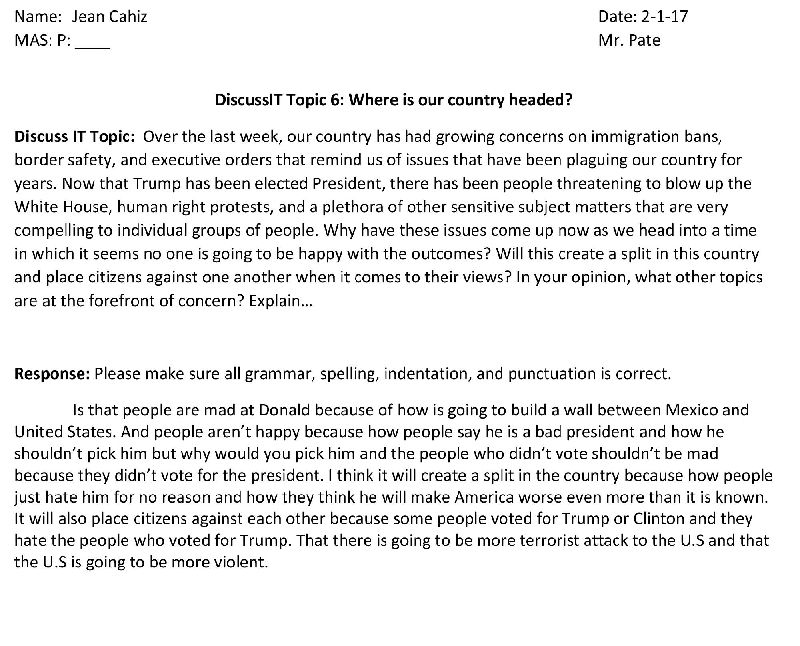 Name: Jean Cahiz
Date: 2-1-17
MAS: P: ____
Mr. Pate
DiscussIT Topic 6: Where is our country headed?
Discuss IT Topic: Over the last week, our country has had growing concerns on immigration bans,
border safety, and executive orders that remind us of issues that have been plaguing our country for
years. Now that Trump has been elected President, there has been people threatening to blow up the
White House, human right protests, and a plethora of other sensitive subject matters that are very
compelling to individual groups of people. Why have these issues come up now as we head into a time
in which it seems no one is going to be happy with the outcomes? Will this create a split in this country
and place citizens against one another when it comes to their views? In your opinion, what other topics
are at the forefront of concern? Explain...
Response: Please make sure all grammar, spelling, indentation, and punctuation is correct.
Is that people are mad at Donald because of how is going to build a wall between Mexico and
United States. And people aren't happy because how people say he is a bad president and how he
shouldn't pick him but why would you pick him and the people who didn't vote shouldn't be mad
because they didn't vote for the president. I think it will create a split in the country because how people
just hate him for no reason and how they think he will make America worse even more than it is known.
It will also place citizens against each other because some people voted for Trump or Clinton and they
hate the people who voted for Trump. That there is going to be more terrorist attack to the U.S and that
the U.S is going to be more violent.